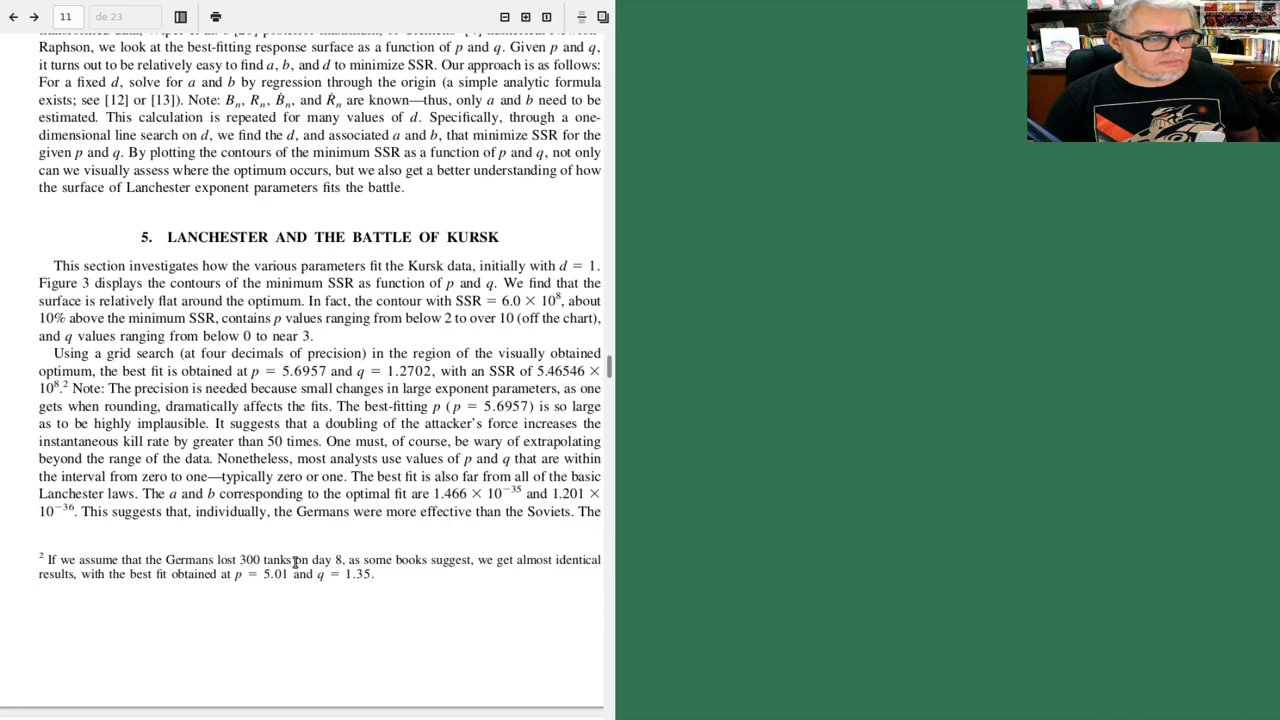 11
de 23
Raphson, we look at the best-fitting response surface as a function of p and q. Given p and q,
it turns out to be relatively easy to find a, b, and d to minimize SSR. Our approach is as follows:
For a fixed d, solve for a and b by regression through the origin (a simple analytic formula
exists; see [12] or [13]). Note: Bₙ, Rₙ, Ḃₙ, and Ṙₙ are known—thus, only a and b need to be
estimated. This calculation is repeated for many values of d. Specifically, through a one-
dimensional line search on d, we find the d, and associated a and b, that minimize SSR for the
given p and q. By plotting the contours of the minimum SSR as a function of p and q, not only
can we visually assess where the optimum occurs, but we also get a better understanding of how
the surface of Lanchester exponent parameters fits the battle.
5. LANCHESTER AND THE BATTLE OF KURSK
This section investigates how the various parameters fit the Kursk data, initially with d = 1.
Figure 3 displays the contours of the minimum SSR as function of p and q. We find that the
surface is relatively flat around the optimum. In fact, the contour with SSR = 6.0 × 10⁸, about
10% above the minimum SSR, contains p values ranging from below 2 to over 10 (off the chart),
and q values ranging from below 0 to near 3.
Using a grid search (at four decimals of precision) in the region of the visually obtained
optimum, the best fit is obtained at p = 5.6957 and q = 1.2702, with an SSR of 5.46546 ×
10⁸.² Note: The precision is needed because small changes in large exponent parameters, as one
gets when rounding, dramatically affects the fits. The best-fitting p (p = 5.6957) is so large
as to be highly implausible. It suggests that a doubling of the attacker's force increases the
instantaneous kill rate by greater than 50 times. One must, of course, be wary of extrapolating
beyond the range of the data. Nonetheless, most analysts use values of p and q that are within
the interval from zero to one—typically zero or one. The best fit is also far from all of the basic
Lanchester laws. The a and b corresponding to the optimal fit are 1.466 × 10⁻³⁵ and 1.201 ×
10⁻³⁶. This suggests that, individually, the Germans were more effective than the Soviets. The
² If we assume that the Germans lost 300 tanks on day 8, as some books suggest, we get almost identical
results, with the best fit obtained at p = 5.01 and q = 1.35.